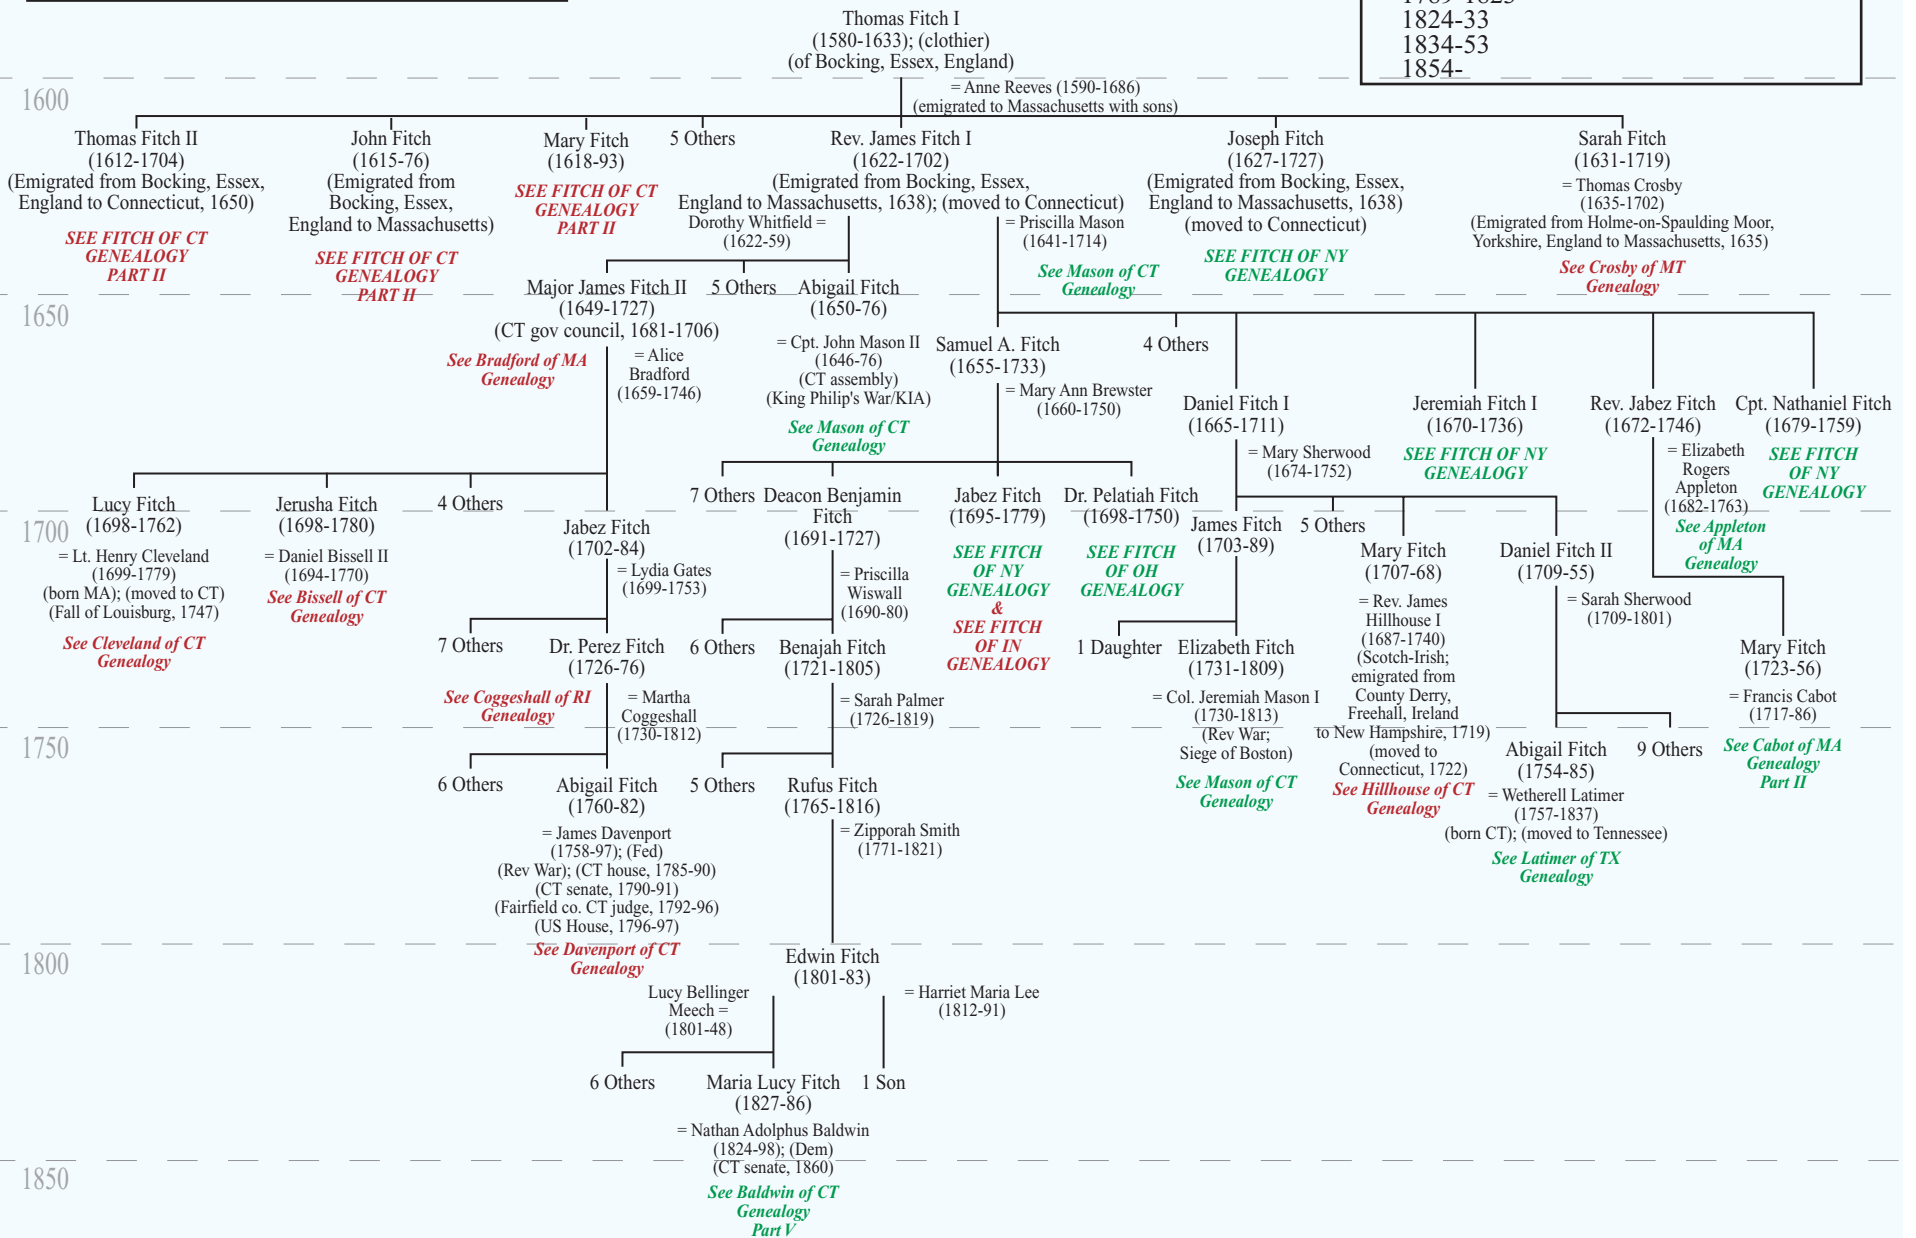 1824-33
1834-53
1854-
Thomas Fitch I
(1580-1633); (clothier)
(of Bocking, Essex, England)
= Anne Reeves (1590-1686)
(emigrated to Massachusetts with sons)
1600
Thomas Fitch II
(1612-1704)
(Emigrated from Bocking, Essex,
England to Connecticut, 1650)
SEE FITCH OF CT
GENEALOGY
PART II
John Fitch
(1615-76)
(Emigrated from
Bocking, Essex,
England to Massachusetts)
SEE FITCH OF CT
GENEALOGY
PART II
Mary Fitch
(1618-93)
SEE FITCH OF CT
GENEALOGY
PART II
5 Others
Rev. James Fitch I
(1622-1702)
(Emigrated from Bocking, Essex,
England to Massachusetts, 1638); (moved to Connecticut)
Dorothy Whitfield =
(1622-59)
= Priscilla Mason
(1641-1714)
See Mason of CT
Genealogy
Joseph Fitch
(1627-1727)
(Emigrated from Bocking, Essex,
England to Massachusetts, 1638)
(moved to Connecticut)
SEE FITCH OF NY
GENEALOGY
Sarah Fitch
(1631-1719)
= Thomas Crosby
(1635-1702)
(Emigrated from Holme-on-Spaulding Moor,
Yorkshire, England to Massachusetts, 1635)
See Crosby of MT
Genealogy
1650
Major James Fitch II
(1649-1727)
(CT gov council, 1681-1706)
See Bradford of MA
Genealogy
= Alice
Bradford
(1659-1746)
5 Others
Abigail Fitch
(1650-76)
= Cpt. John Mason II
(1646-76)
(CT assembly)
(King Philip's War/KIA)
See Mason of CT
Genealogy
Samuel A. Fitch
(1655-1733)
= Mary Ann Brewster
(1660-1750)
4 Others
Daniel Fitch I
(1665-1711)
= Mary Sherwood
(1674-1752)
Jeremiah Fitch I
(1670-1736)
SEE FITCH OF NY
GENEALOGY
Rev. Jabez Fitch
(1672-1746)
= Elizabeth
Rogers
Appleton
(1682-1763)
See Appleton
of MA
Genealogy
Cpt. Nathaniel Fitch
(1679-1759)
SEE FITCH
OF NY
GENEALOGY
1700
Lucy Fitch
(1698-1762)
= Lt. Henry Cleveland
(1699-1779)
(born MA); (moved to CT)
(Fall of Louisburg, 1747)
See Cleveland of CT
Genealogy
Jerusha Fitch
(1698-1780)
= Daniel Bissell II
(1694-1770)
See Bissell of CT
Genealogy
4 Others
Jabez Fitch
(1702-84)
= Lydia Gates
(1699-1753)
7 Others
Deacon Benjamin
Fitch
(1691-1727)
= Priscilla
Wiswall
(1690-80)
Jabez Fitch
(1695-1779)
SEE FITCH
OF NY
GENEALOGY
&
SEE FITCH
OF IN
GENEALOGY
Dr. Pelatiah Fitch
(1698-1750)
SEE FITCH
OF OH
GENEALOGY
James Fitch
(1703-89)
5 Others
Mary Fitch
(1707-68)
= Rev. James
Hillhouse I
(1687-1740)
(Scotch-Irish;
emigrated from
County Derry,
Freehall, Ireland
to New Hampshire, 1719)
(moved to
Connecticut, 1722)
See Hillhouse of CT
Genealogy
Daniel Fitch II
(1709-55)
= Sarah Sherwood
(1709-1801)
7 Others
Dr. Perez Fitch
(1726-76)
See Coggeshall of RI
Genealogy
= Martha
Coggeshall
(1730-1812)
6 Others
Benajah Fitch
(1721-1805)
= Sarah Palmer
(1726-1819)
1 Daughter
Elizabeth Fitch
(1731-1809)
= Col. Jeremiah Mason I
(1730-1813)
(Rev War;
Siege of Boston)
See Mason of CT
Genealogy
Mary Fitch
(1723-56)
= Francis Cabot
(1717-86)
See Cabot of MA
Genealogy
Part II
1750
6 Others
Abigail Fitch
(1760-82)
= James Davenport
(1758-97); (Fed)
(Rev War); (CT house, 1785-90)
(CT senate, 1790-91)
(Fairfield co. CT judge, 1792-96)
(US House, 1796-97)
See Davenport of CT
Genealogy
5 Others
Rufus Fitch
(1765-1816)
= Zipporah Smith
(1771-1821)
Abigail Fitch
(1754-85)
= Wetherell Latimer
(1757-1837)
(born CT); (moved to Tennessee)
See Latimer of TX
Genealogy
9 Others
1800
Edwin Fitch
(1801-83)
Lucy Bellinger
Meech =
(1801-48)
= Harriet Maria Lee
(1812-91)
6 Others
Maria Lucy Fitch
(1827-86)
1 Son
= Nathan Adolphus Baldwin
(1824-98); (Dem)
(CT senate, 1860)
See Baldwin of CT
Genealogy
Part V
1850